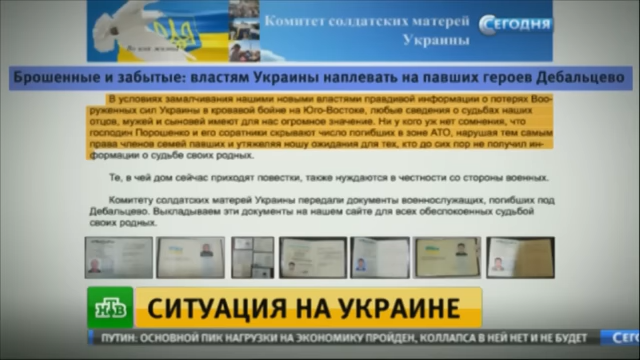 Во имя жизни!
Комитет солдатских матерей
Украины
СЕГОДНЯ
Брошенные и забытые: властям Украины наплевать на павших героев Дебальцево
В условиях замалчивания нашими новыми властями правдивой информации о потерях Воо-
руженных сил Украины в кровавой бойне на Юго-Востоке, любые сведения о судьбах наших
отцов, мужей и сыновей имеют для нас огромное значение. Ни у кого уж нет сомнения, что
господин Порошенко и его соратники скрывают число погибших в зоне АТО, нарушая тем самым
права членов семей павших и утяжеляя ношу ожидания для тех, кто до сих пор не получил ин-
формации о судьбе своих родных.
Те, в чей дом сейчас приходят повестки, также нуждаются в честности со стороны военных.
Комитету солдатских матерей Украины передали документы военнослужащих, погибших под
Дебальцево. Выкладываем эти документы на нашем сайте для всех обеспокоенных судьбой
своих родных.
НТВ
СИТУАЦИЯ НА УКРАИНЕ
ПУТИН: ОСНОВНОЙ ПИК НАГРУЗКИ НА ЭКОНОМИКУ ПРОЙДЕН, КОЛЛАПСА В НЕЙ НЕТ И НЕ БУДЕТ
СЕГО